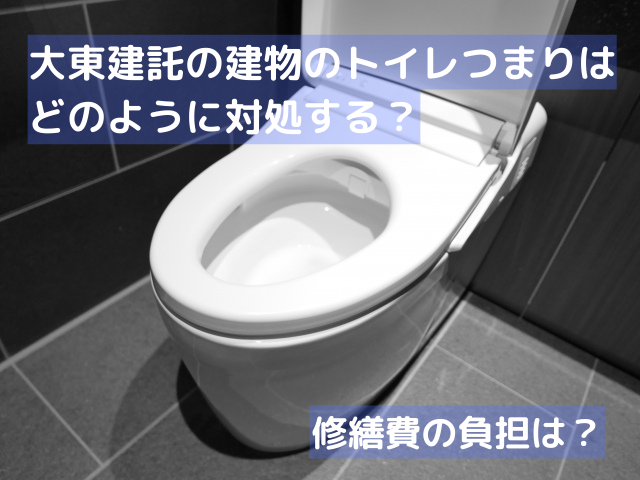 大東建託の建物のトイレつまりは
どのように対処する？
修繕費の負担は？